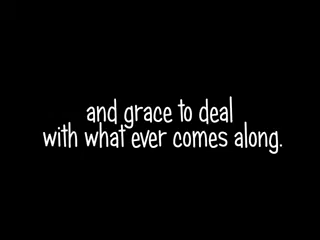 and grace to deal
with what ever comes along.